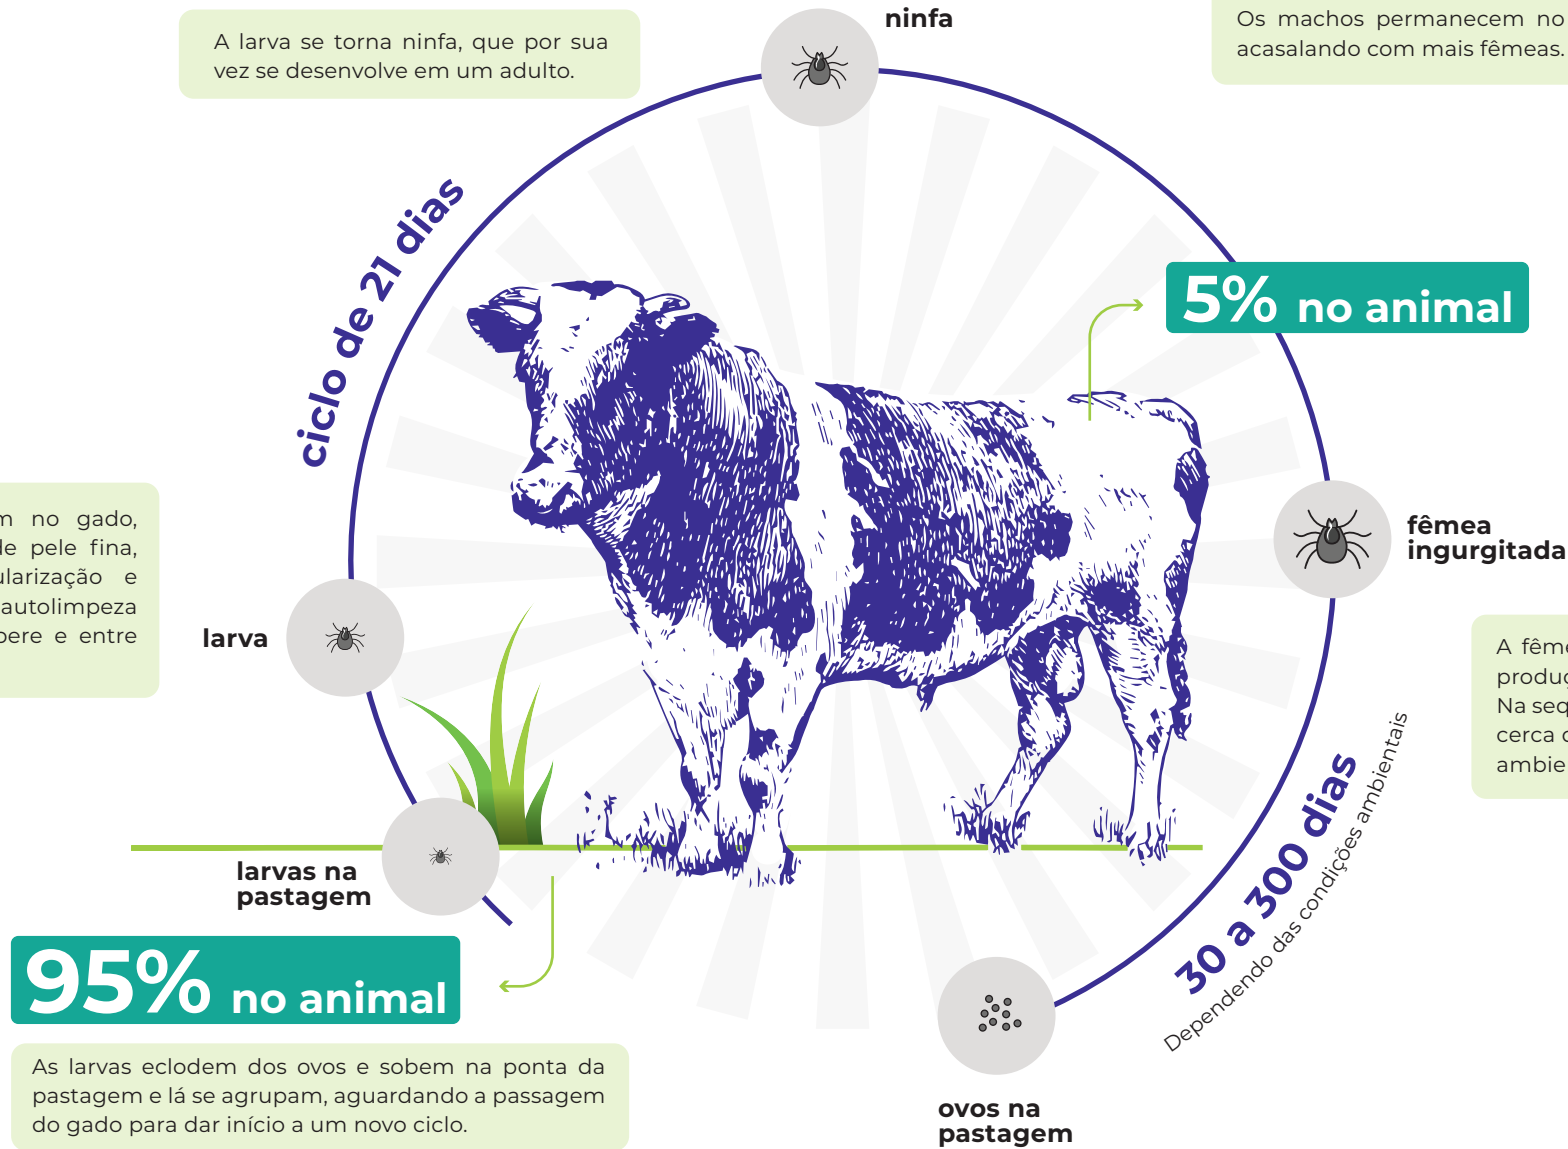 ninfa
A larva se torna ninfa, que por sua
vez se desenvolve em um adulto.
Os machos permanecem no
acasalando com mais fêmeas.
ciclo de 21 dias
5% no animal
no gado,
pele fina,
e
autolimpeza
e entre
fêmea
ingurgitada
larva
A
Na
cerca
30 a 300 dias
Dependendo das condições ambientais
larvas na
pastagem
95% no animal
As larvas eclodem dos ovos e sobem na ponta da
pastagem e lá se agrupam, aguardando a passagem
do gado para dar início a um novo ciclo.
ovos na
pastagem